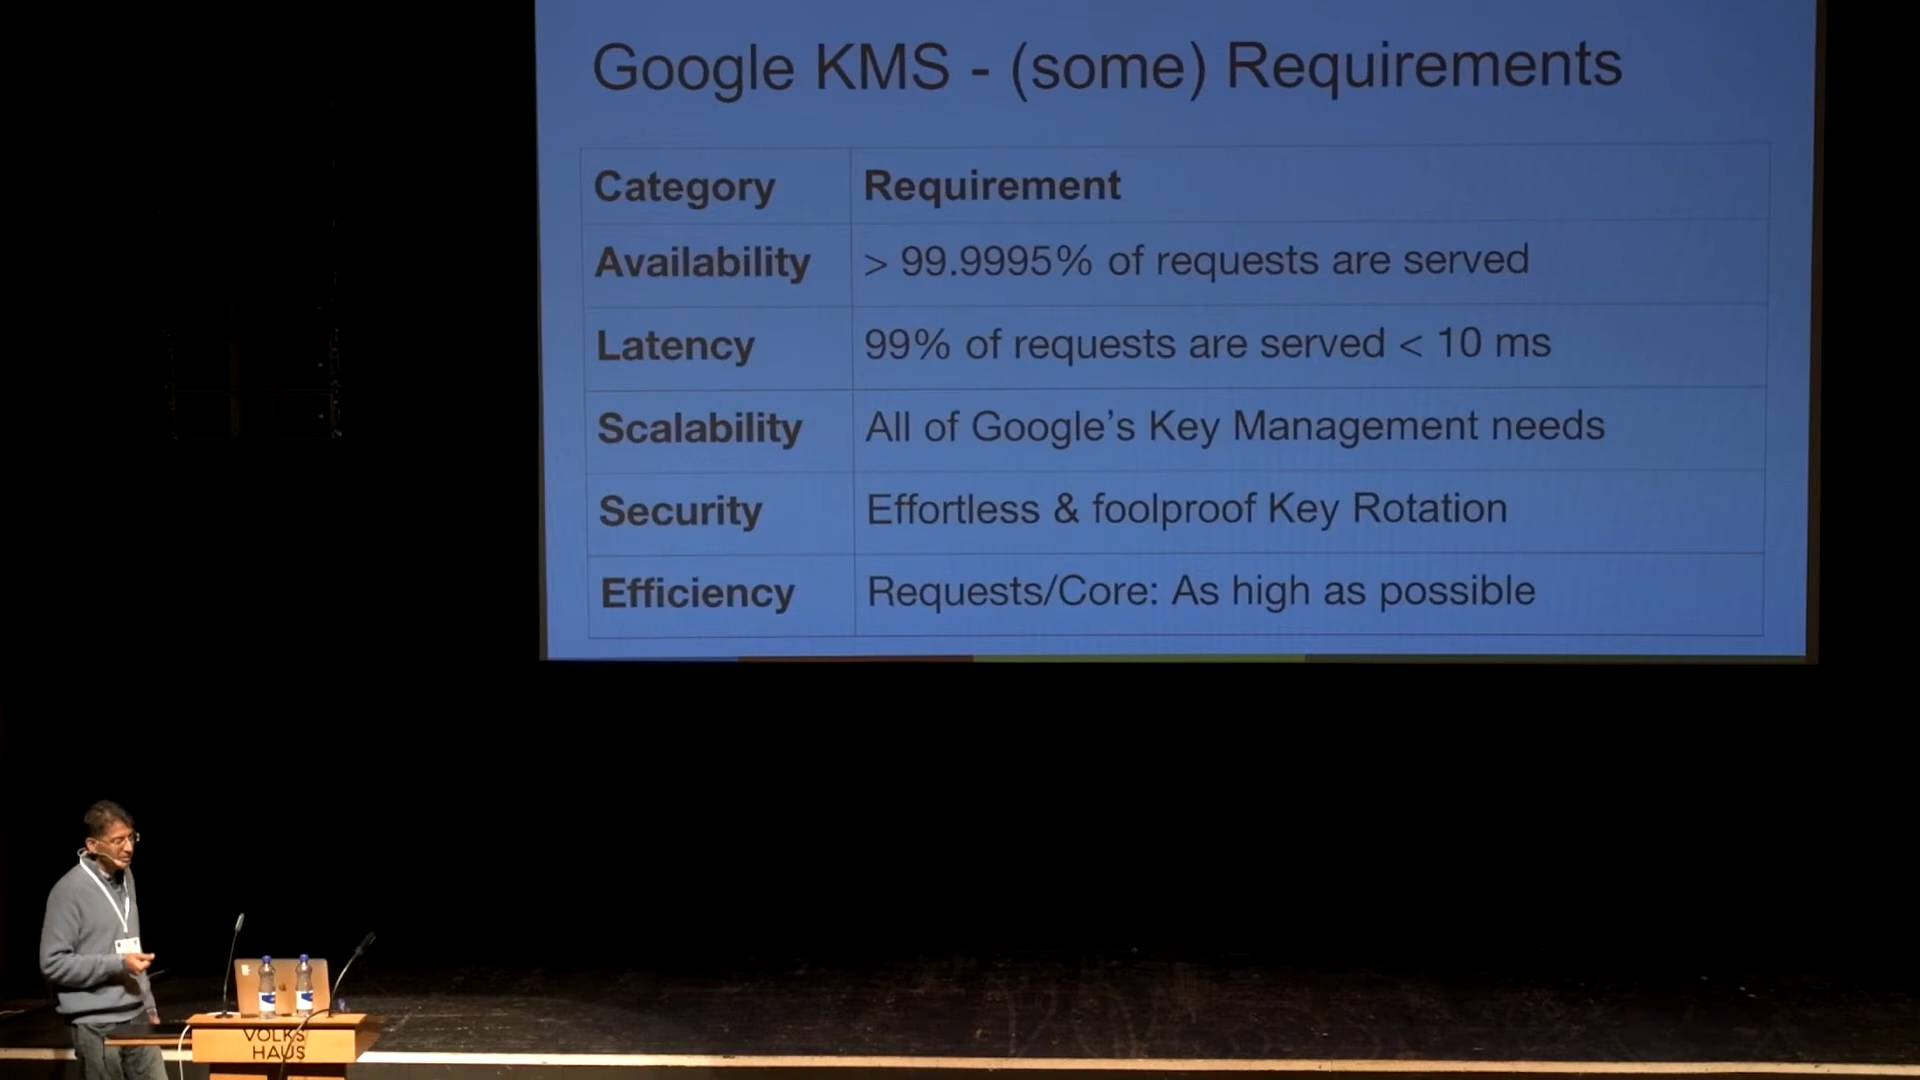 Google KMS - (some) Requirements
Category Requirement
Availability > 99.9995% of requests are served
Latency 99% of requests are served < 10 ms
Scalability All of Google’s Key Management needs
Security Effortless & foolproof Key Rotation
Efficiency Requests/Core: As high as possible
VOLKS
HAUS